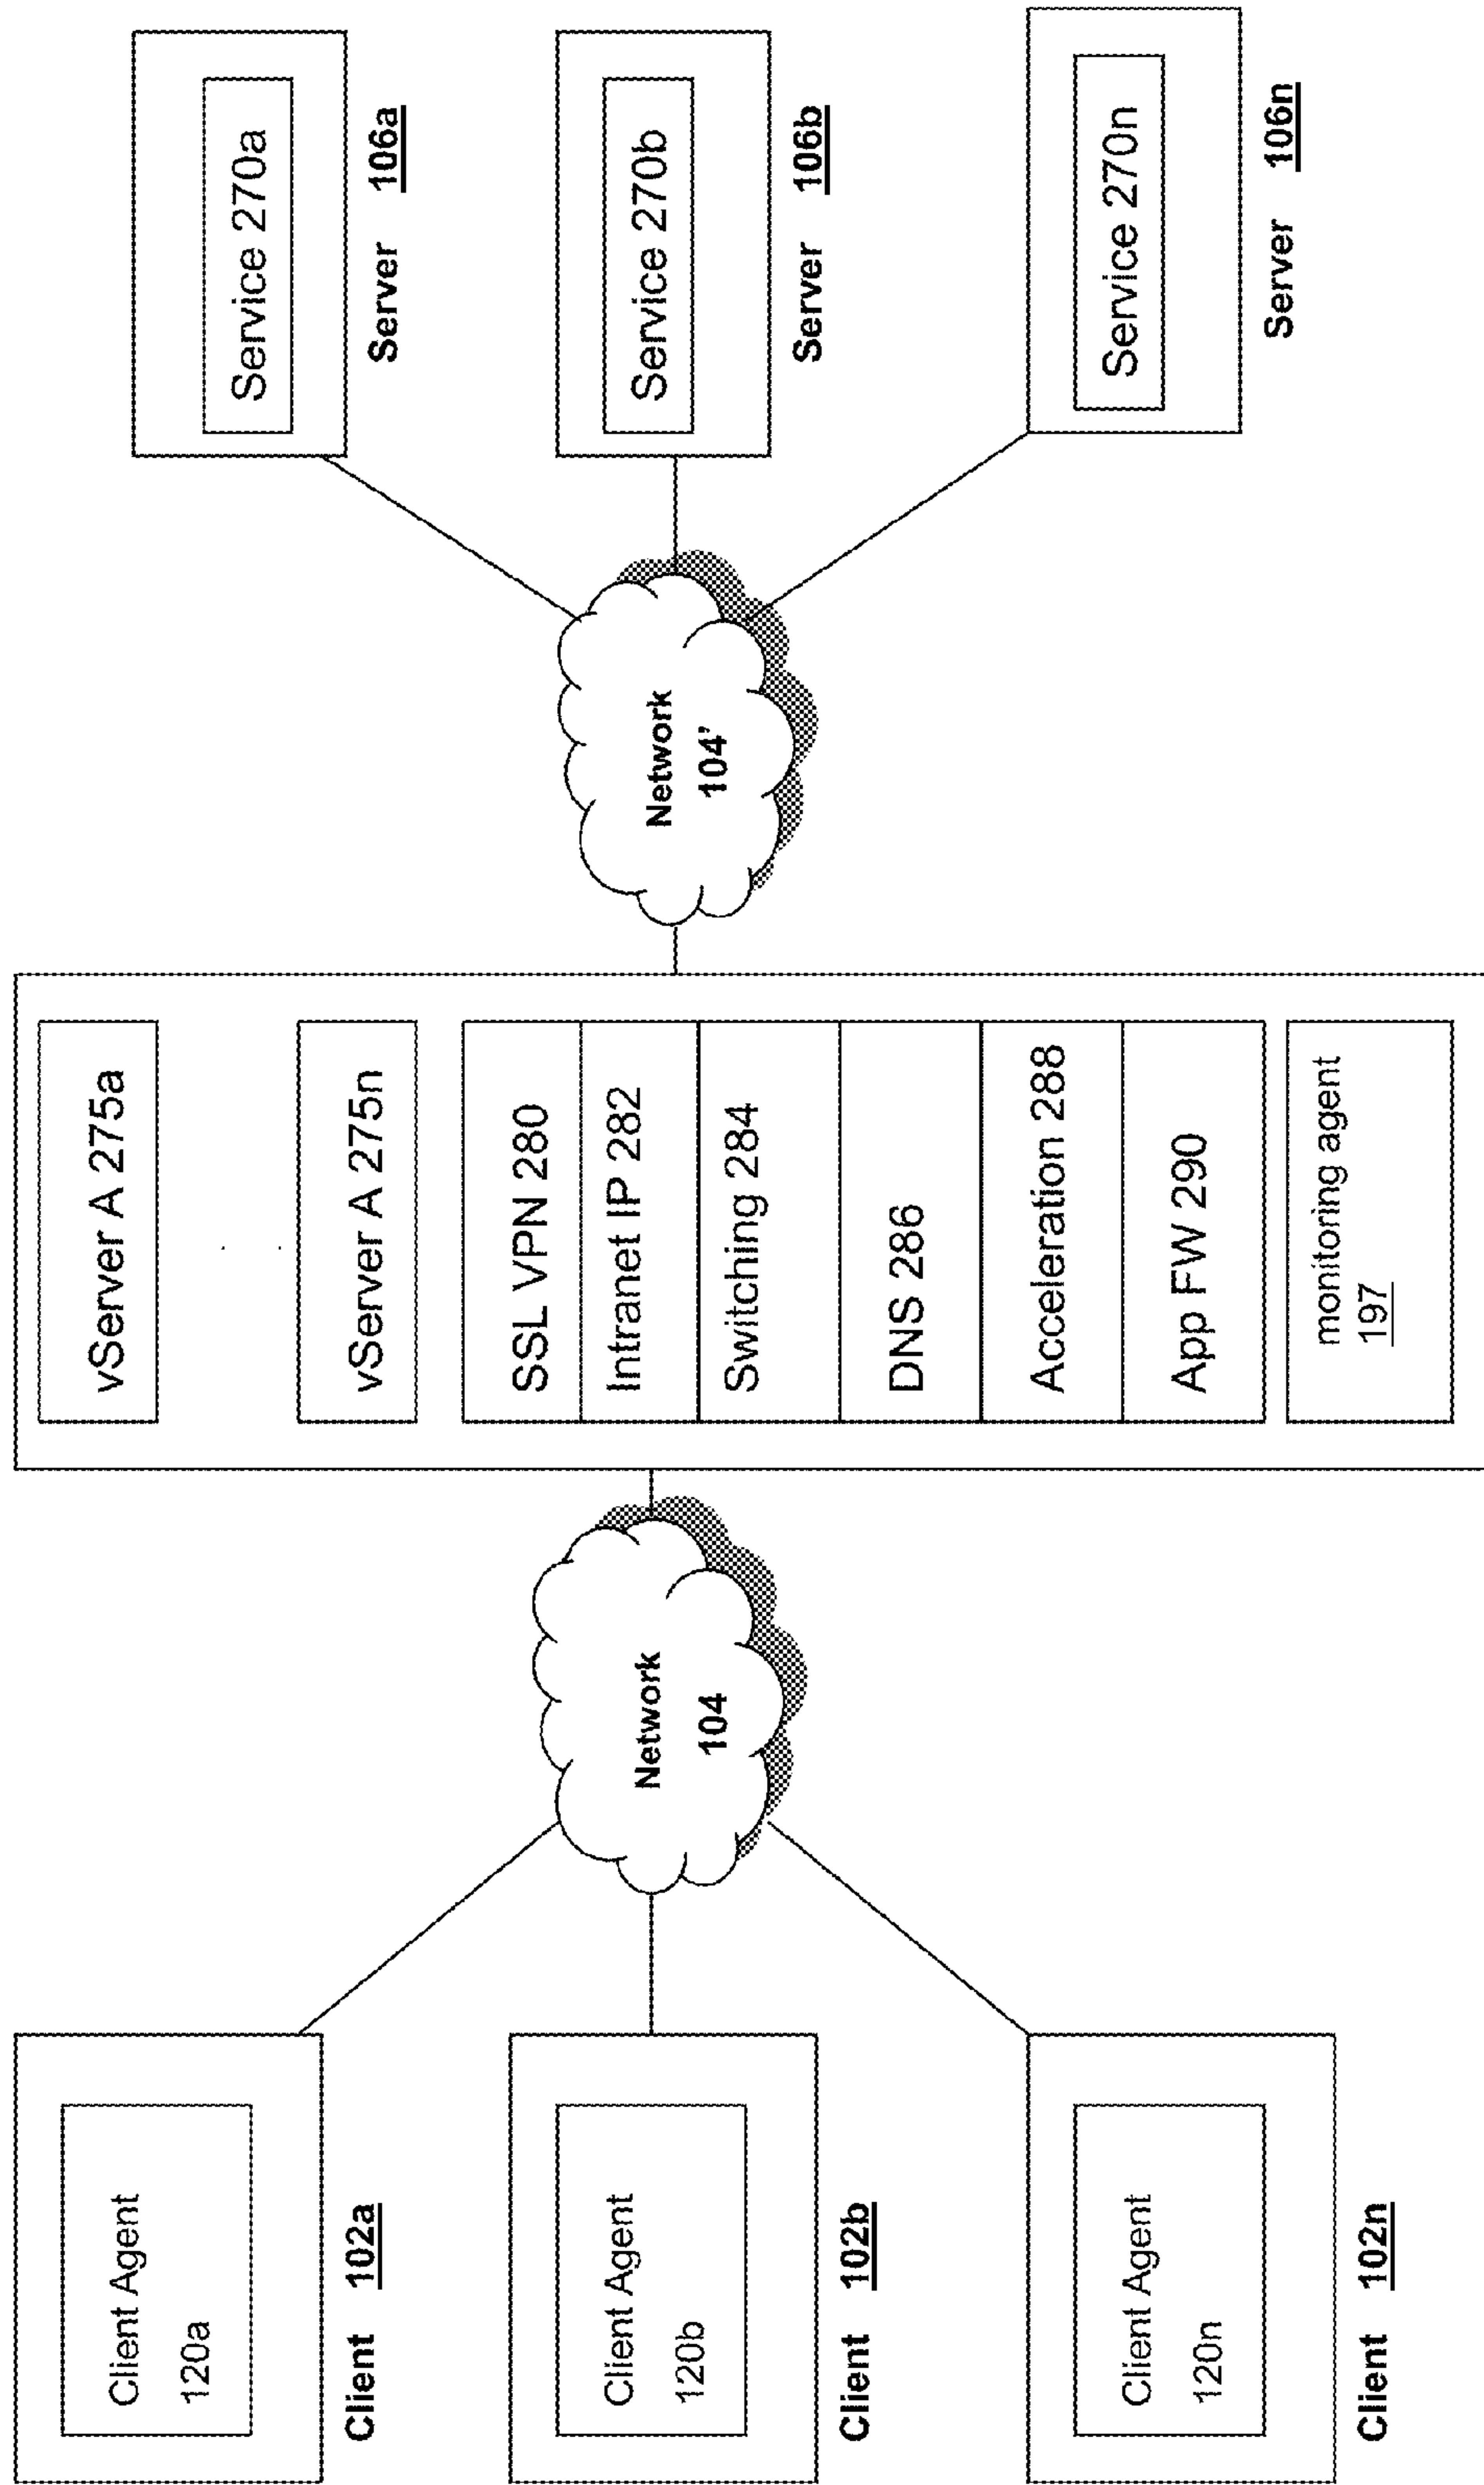 Client Agent
120a
Client 102a
Client Agent
120b
Client 102b
Client Agent
120n
Client 102n
Network
104
vServer A 275a
vServer A 275n
SSL VPN 280
Intranet IP 282
Switching 284
DNS 286
Acceleration 288
App FW 290
monitoring agent
197
Network
104'
Service 270a
Server 106a
Service 270b
Server 106b
Service 270n
Server 106n